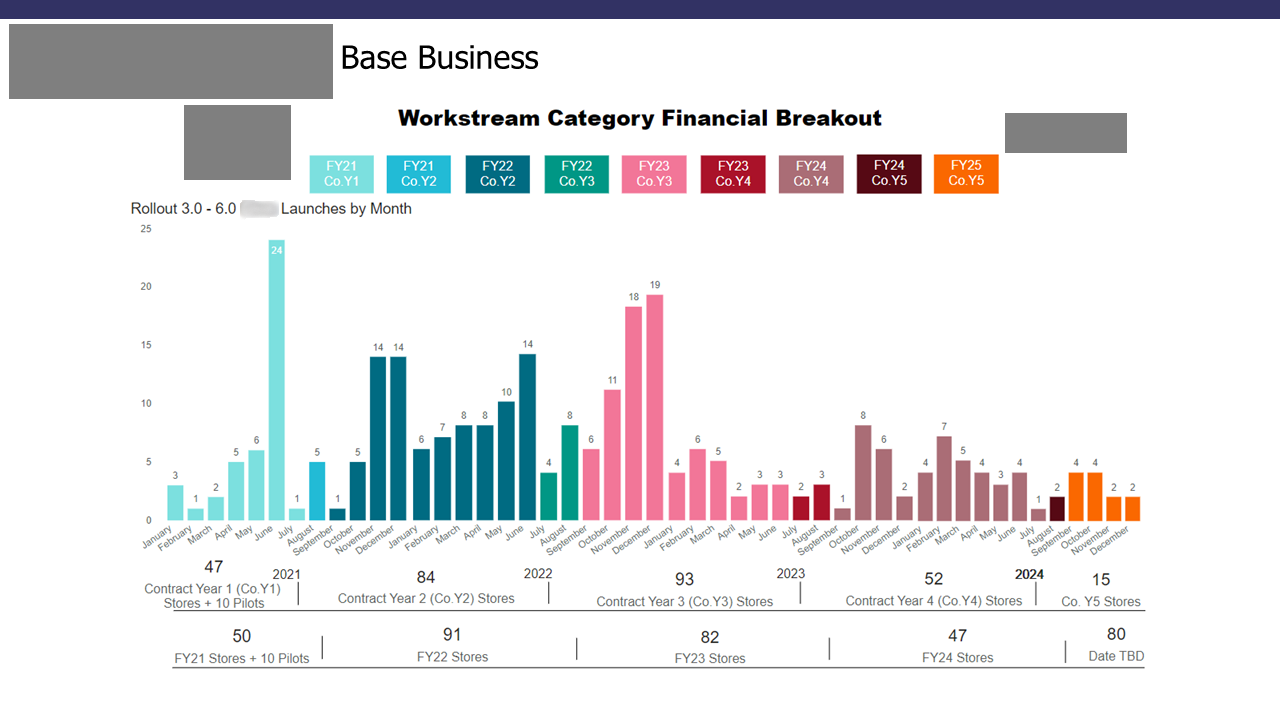 Base Business
Workstream Category Financial Breakout
FY21 FY21 FY22 FY22 FY23 FY23 FY24 FY24 FY25
Co.Y1 Co.Y2 Co.Y2 Co.Y3 Co.Y3 Co.Y4 Co.Y4 Co.Y5 Co.Y5
Rollout 3.0 - 6.0 Launches by Month
25
20
15
10
5
0
3 1 2 5 6 24 1 5 1 5 14 14 6 7 8 8 10 14 4 8 6 11 18 19 4 6 5 2 3 3 2 3 1 8 6 2 4 7 5 4 3 4 1 2 4 4 2 2
January February March April May June July August September October November December January February March April May June July August September October November December January February March April May June July August September October November December January February March April May June July August September October November December
2021 2022 2023 2024
47 84 93 52 15
Contract Year 1 (Co.Y1) Contract Year 2 (Co.Y2) Stores Contract Year 3 (Co.Y3) Stores Contract Year 4 (Co.Y4) Stores Co. Y5 Stores
Stores + 10 Pilots
50 91 82 47 80
FY21 Stores + 10 Pilots FY22 Stores FY23 Stores FY24 Stores Date TBD